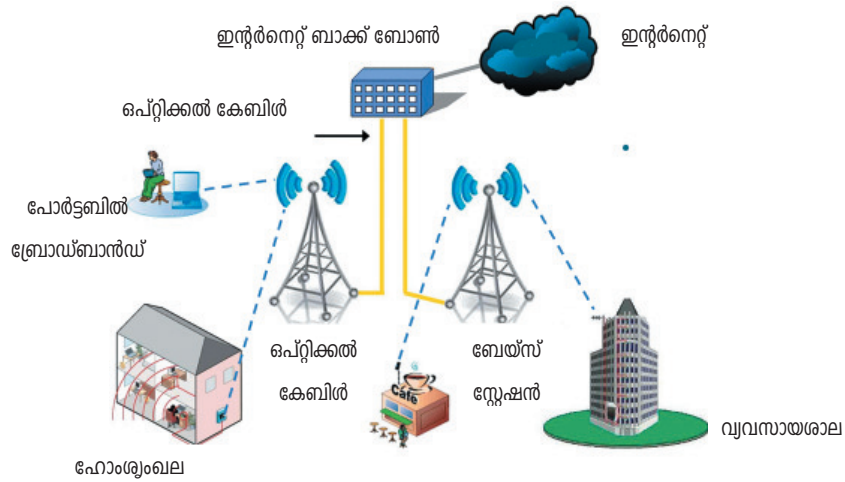 ഇന്റർനെറ്റ് ബാക്ക് ബോൺ
ഇന്റർനെറ്റ്
ഒപ്റ്റിക്കൽ കേബിൾ
പോർട്ടബിൽ
ബ്രോഡ്ബാൻഡ്
ഒപ്റ്റിക്കൽ
കേബിൾ
ബേയ്സ്
സ്റ്റേഷൻ
Cafe
വ്യവസായശാല
ഹോംശൃംഖല